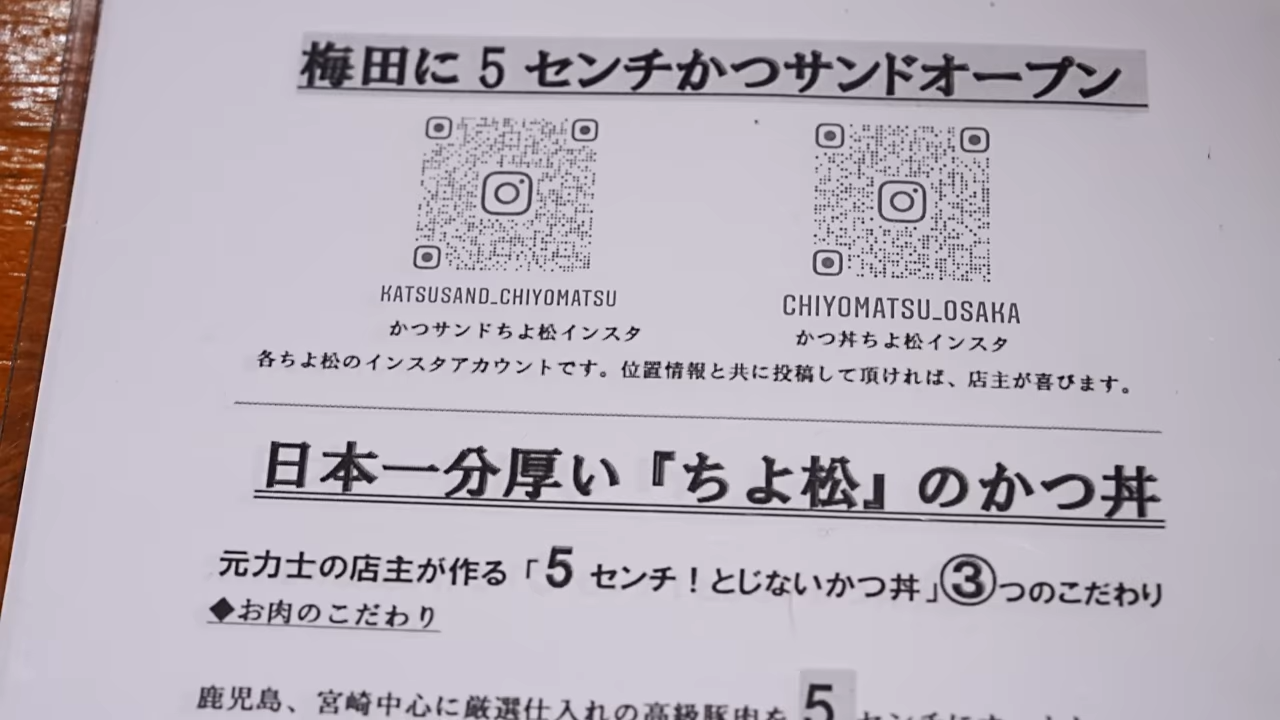 梅田に5センチかつサンドオープン
KATSUSAND_CHIYOMATSU
CHIYOMATSU_OSAKA
かつサンドちよ松インスタ
かつ丼ちよ松インスタ
各ちよ松のインスタアカウントです。位置情報と共に投稿して頂ければ、店主が喜びます。
日本一分厚い『ちよ松』のかつ丼
元力士の店主が作る「5センチ！とじないかつ丼」③つのこだわり
◆お肉のこだわり
鹿児島、宮崎中心に厳選仕入れの高級豚肉を5センチに